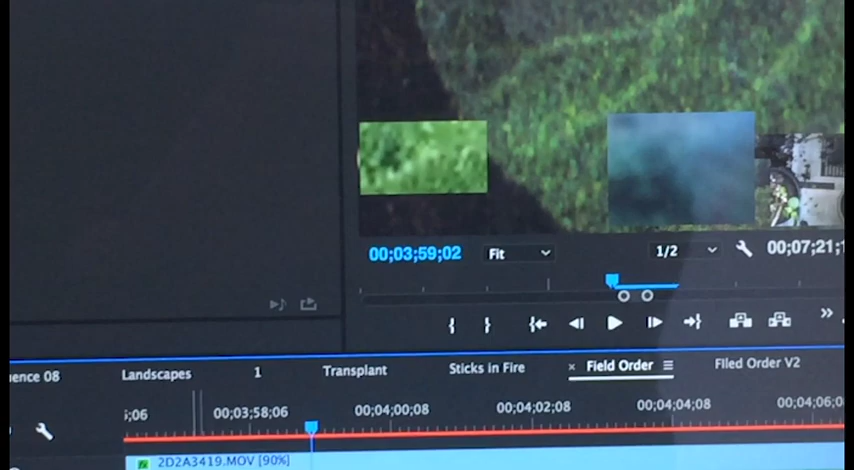 00;03;59;02 Fit 1/2 00;07;21;1
ence 08 Landscapes 1 Transplant Sticks in Fire × Field Order FIled Order V2
;06 00;03;58;06 00;04;00;08 00;04;02;08 00;04;04;08 00;04;06;0
fx 2D2A3419.MOV [90%]